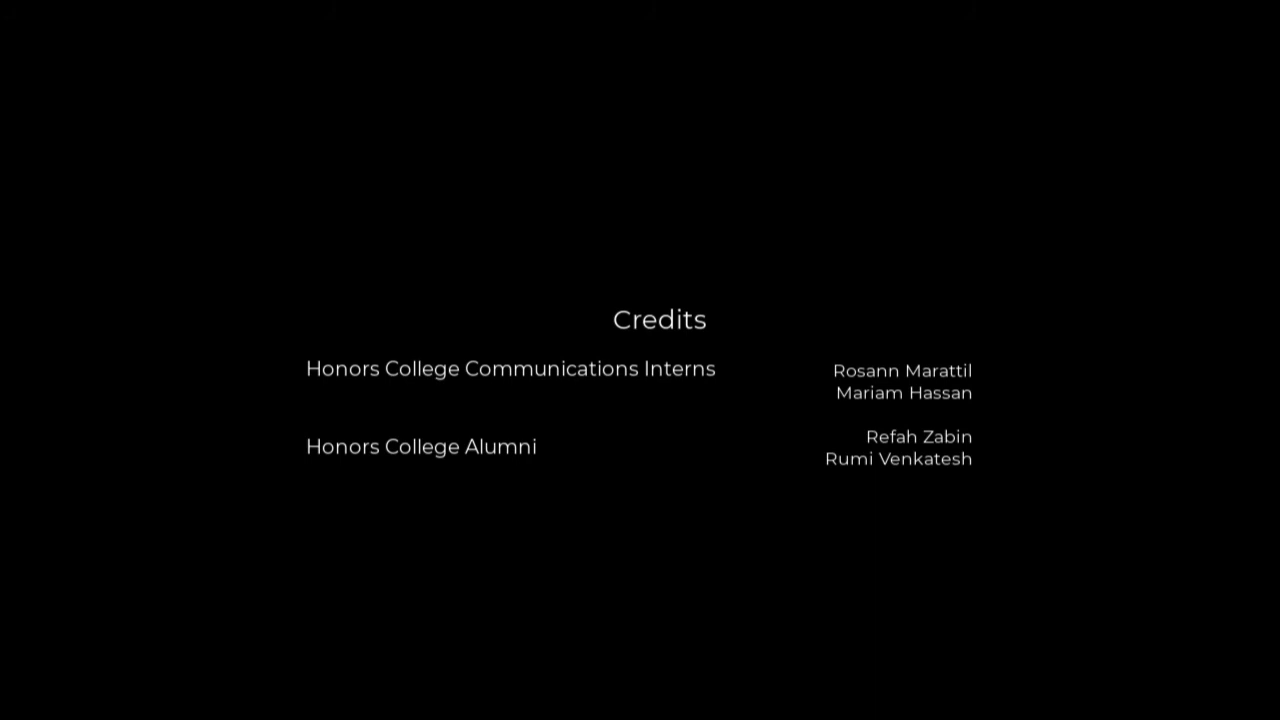 Credits
Honors College Communications Interns
Rosann Marattil
Mariam Hassan
Honors College Alumni
Refah Zabin
Rumi Venkatesh